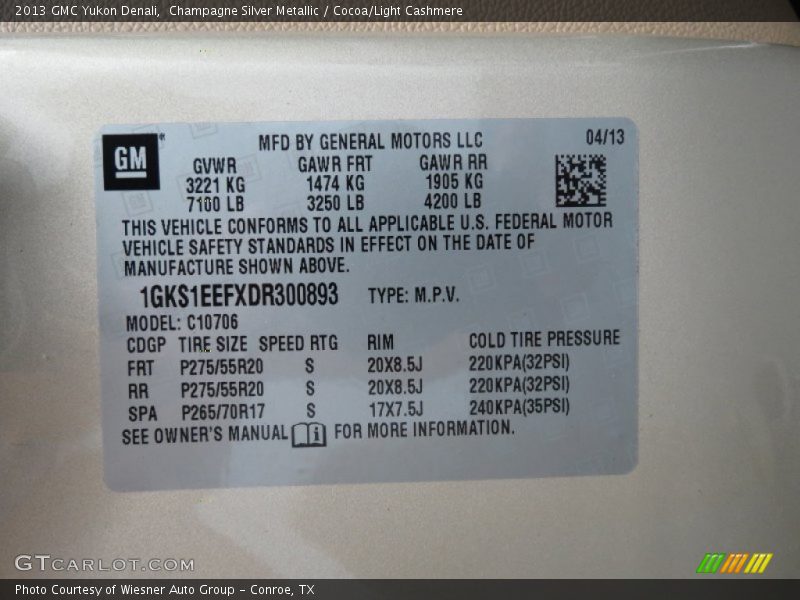 2013 GMC Yukon Denali, Champagne Silver Metallic / Cocoa/Light Cashmere
GM
MFD BY GENERAL MOTORS LLC 04/13
GVWR GAWR FRT GAWR RR
3221 KG 1474 KG 1905 KG
7100 LB 3250 LB 4200 LB
THIS VEHICLE CONFORMS TO ALL APPLICABLE U.S. FEDERAL MOTOR
VEHICLE SAFETY STANDARDS IN EFFECT ON THE DATE OF
MANUFACTURE SHOWN ABOVE.
1GKS1EEFXDR300893 TYPE: M.P.V.
MODEL: C10706
CDGP TIRE SIZE SPEED RTG RIM COLD TIRE PRESSURE
FRT P275/55R20 S 20X8.5J 220KPA(32PSI)
RR P275/55R20 S 20X8.5J 220KPA(32PSI)
SPA P265/70R17 S 17X7.5J 240KPA(35PSI)
SEE OWNER'S MANUAL i FOR MORE INFORMATION.
GTCARLOT.COM
Photo Courtesy of Wiesner Auto Group - Conroe, TX